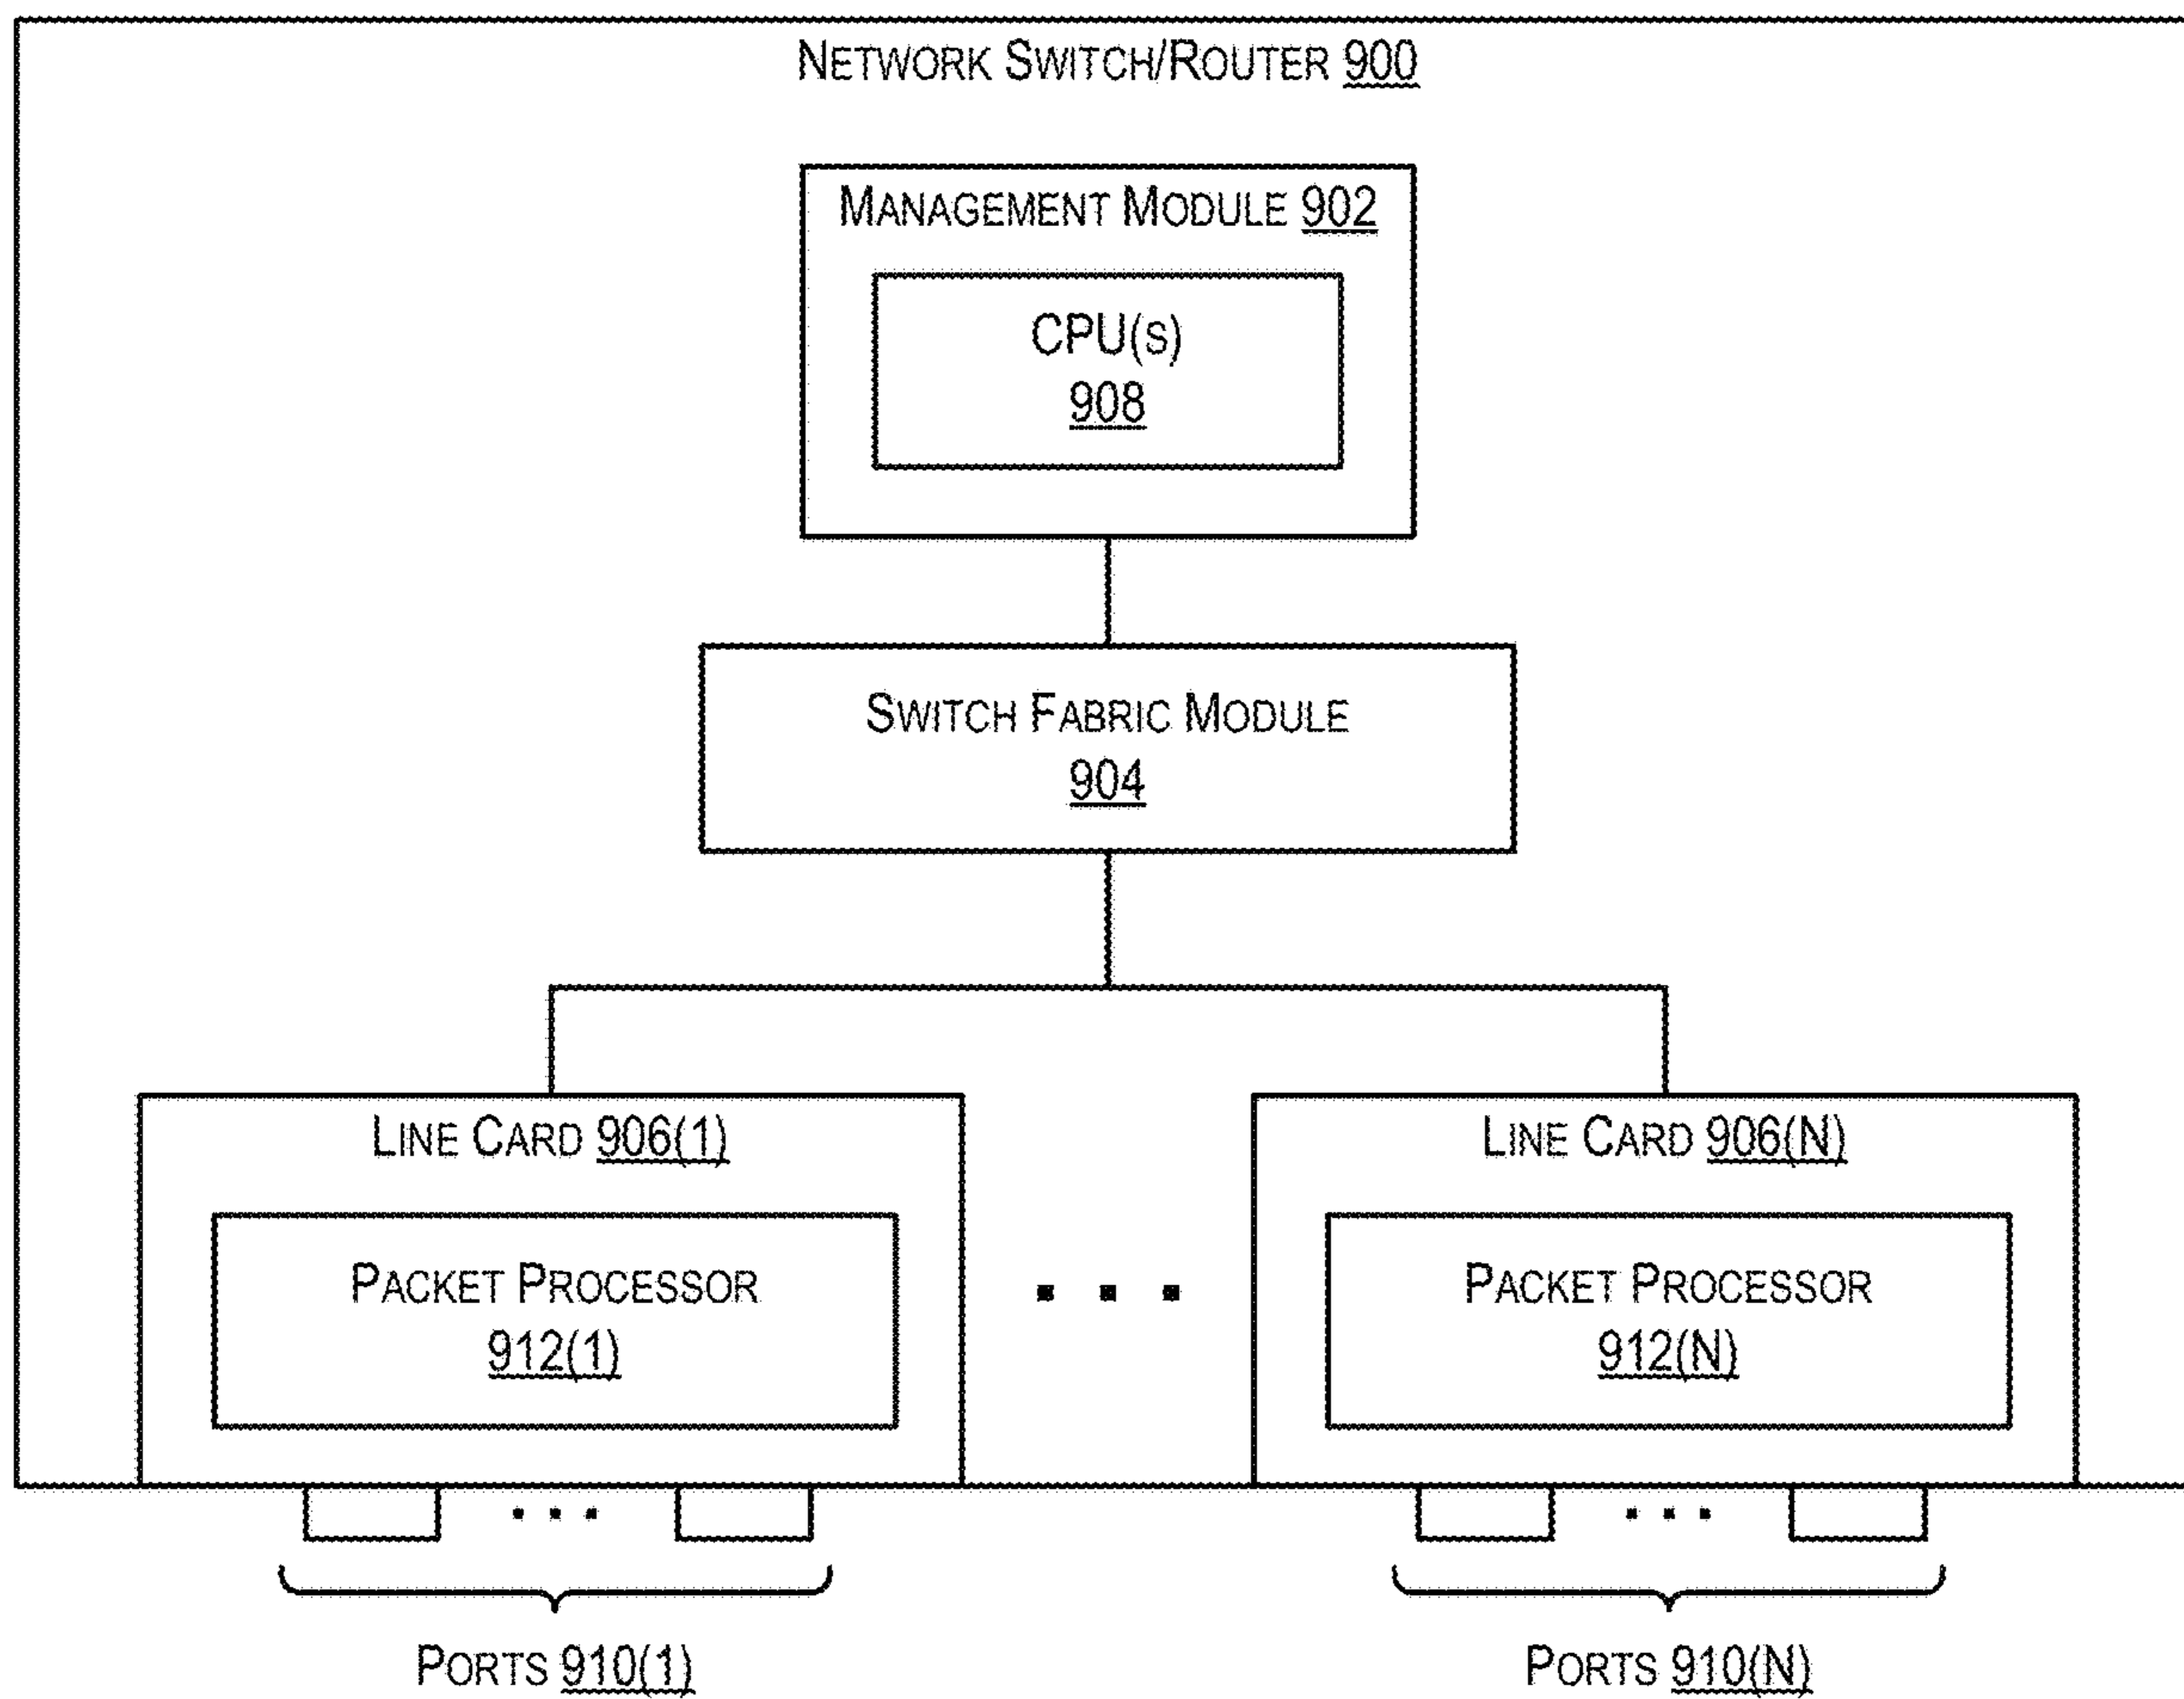 NETWORK SWITCH/ROUTER 900
MANAGEMENT MODULE 902
CPU(S)
908
SWITCH FABRIC MODULE
904
LINE CARD 906(1)
PACKET PROCESSOR
912(1)
LINE CARD 906(N)
PACKET PROCESSOR
912(N)
PORTS 910(1)
PORTS 910(N)